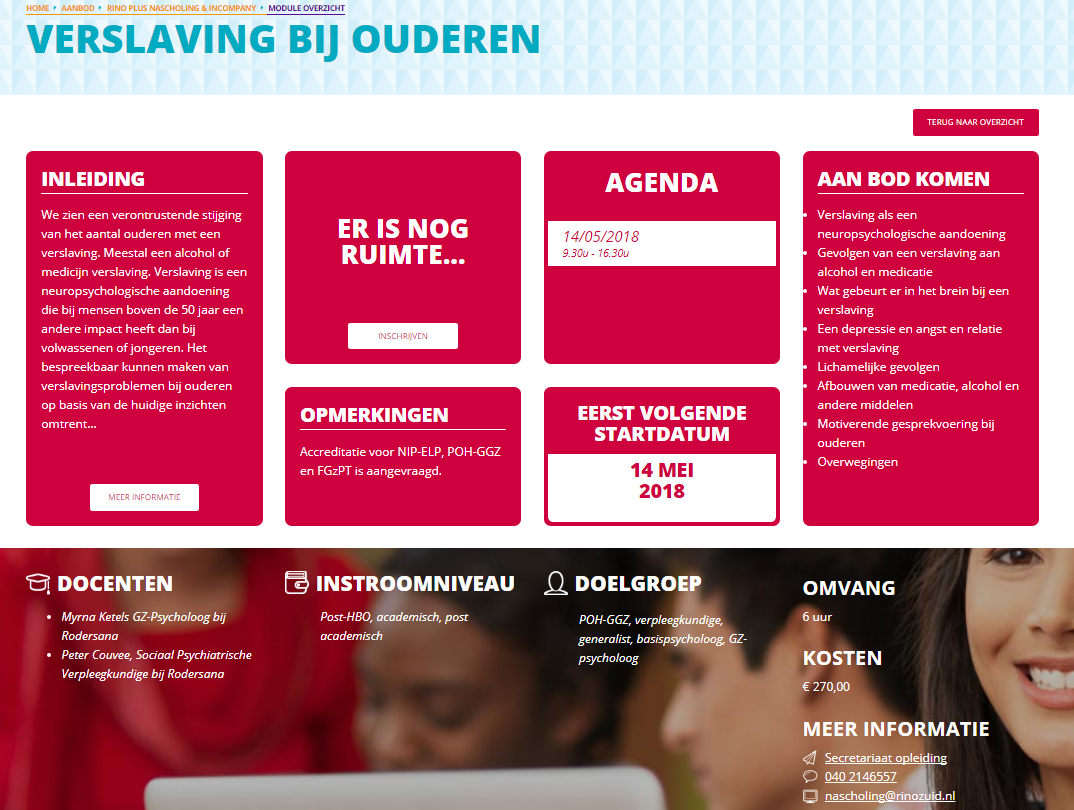 HOME AANBOD RINO PLUS NASCHOLING & INCOMPANY MODULE OVERZICHT
VERSLAVING BIJ OUDEREN
TERUG NAAR OVERZICHT
INLEIDING
We zien een verontrustende stijging
van het aantal ouderen met een
verslaving. Meestal een alcohol of
medicijn verslaving. Verslaving is een
neuropsychologische aandoening
die bij mensen boven de 50 jaar een
andere impact heeft dan bij
volwassenen of jongeren. Het
bespreekbaar kunnen maken van
verslavingsproblemen bij ouderen
op basis van de huidige inzichten
omtrent...
MEER INFORMATIE
ER IS NOG
RUIMTE...
INSCHRIJVEN
OPMERKINGEN
Accreditatie voor NIP-ELP, POH-GGZ
en FGzPT is aangevraagd.
AGENDA
14/05/2018
9.30u - 16.30u
EERST VOLGENDE
STARTDATUM
14 MEI
2018
AAN BOD KOMEN
Verslaving als een
neuropsychologische aandoening
Gevolgen van een verslaving aan
alcohol en medicatie
Wat gebeurt er in het brein bij een
verslaving
Een depressie en angst en relatie
met verslaving
Lichamelijke gevolgen
Afbouwen van medicatie, alcohol en
andere middelen
Motiverende gesprekvoering bij
ouderen
Overwegingen
DOCENTEN
Myrna Ketels GZ-Psycholoog bij
Rodersana
Peter Couvee, Sociaal Psychiatrische
Verpleegkundige bij Rodersana
INSTROOMNIVEAU
Post-HBO, academisch, post
academisch
DOELGROEP
POH-GGZ, verpleegkundige,
generalist, basispsycholoog, GZ-
psycholoog
OMVANG
6 uur
KOSTEN
€ 270,00
MEER INFORMATIE
Secretariaat opleiding
040 2146557
nascholing@rinozuid.nl